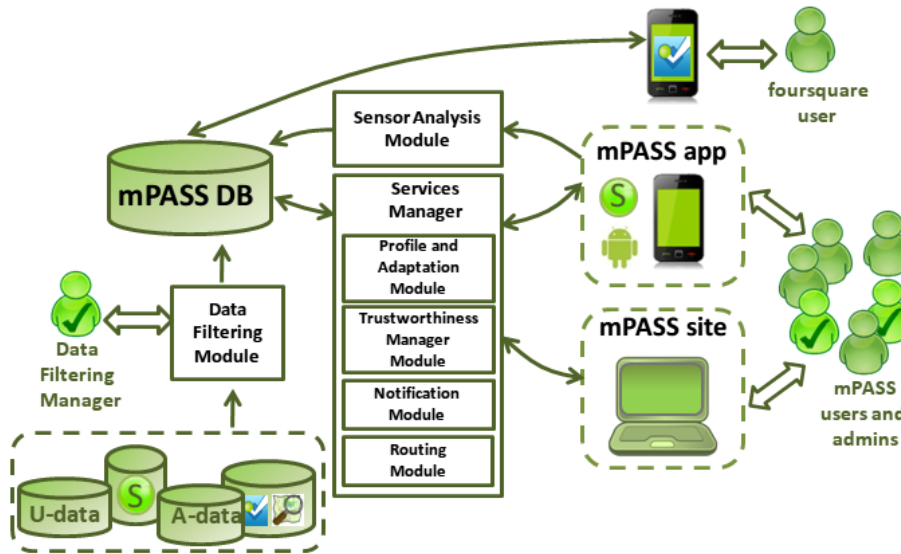 foursquare
user
Sensor Analysis
Module
mPASS app
S
mPASS DB
Services
Manager
Profile and
Adaptation
Module
Trustworthiness
Manager
Module
Notification
Module
Routing
Module
Data
Filtering
Module
Data
Filtering
Manager
mPASS site
mPASS
users and
admins
U-data
S
A-data